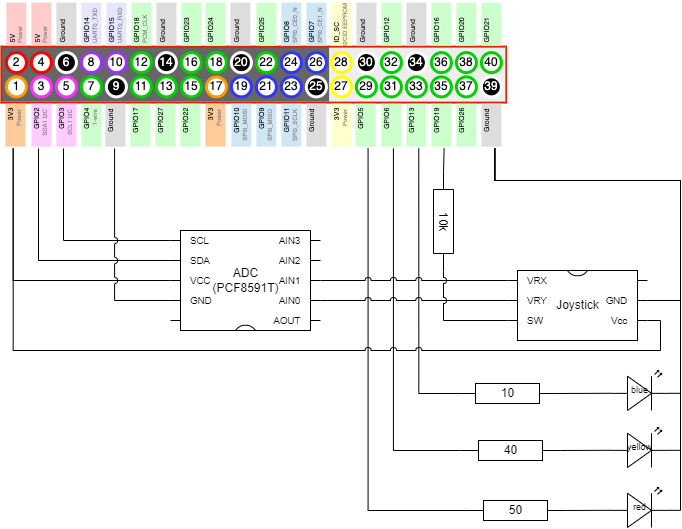 5V Power
5V Power
Ground
GPIO14 UART0_TXD
GPIO15 UART0_RXD
GPIO18 PCM_CLK
Ground
GPIO23
GPIO24
Ground
GPIO25
GPIO8 SPI0_CE0_N
GPIO7 SPI0_CE1_N
ID_SC I2CID EEPROM
Ground
GPIO12
Ground
GPIO16
GPIO20
GPIO21
2 4 6 8 10 12 14 16 18 20 22 24 26 28 30 32 34 36 38 40
1 3 5 7 9 11 13 15 17 19 21 23 25 27 29 31 33 35 37 39
3V3 Power
GPIO2 SDA1 I2C
GPIO3 SCL1 I2C
GPIO4 1-wire
Ground
GPIO17
GPIO27
GPIO22
3V3 Power
GPIO10 SPI0_MOSI
GPIO9 SPI0_MISO
GPIO11 SPI0_SCLK
Ground
3V3 Power
GPIO5
GPIO6
GPIO13
GPIO19
GPIO26
Ground
10k
SCL AIN3
SDA AIN2
ADC
(PCF8591T)
VCC AIN1
GND AIN0
AOUT
VRX
VRY GND
Joystick
SW Vcc
10
blue
40
yellow
50
red